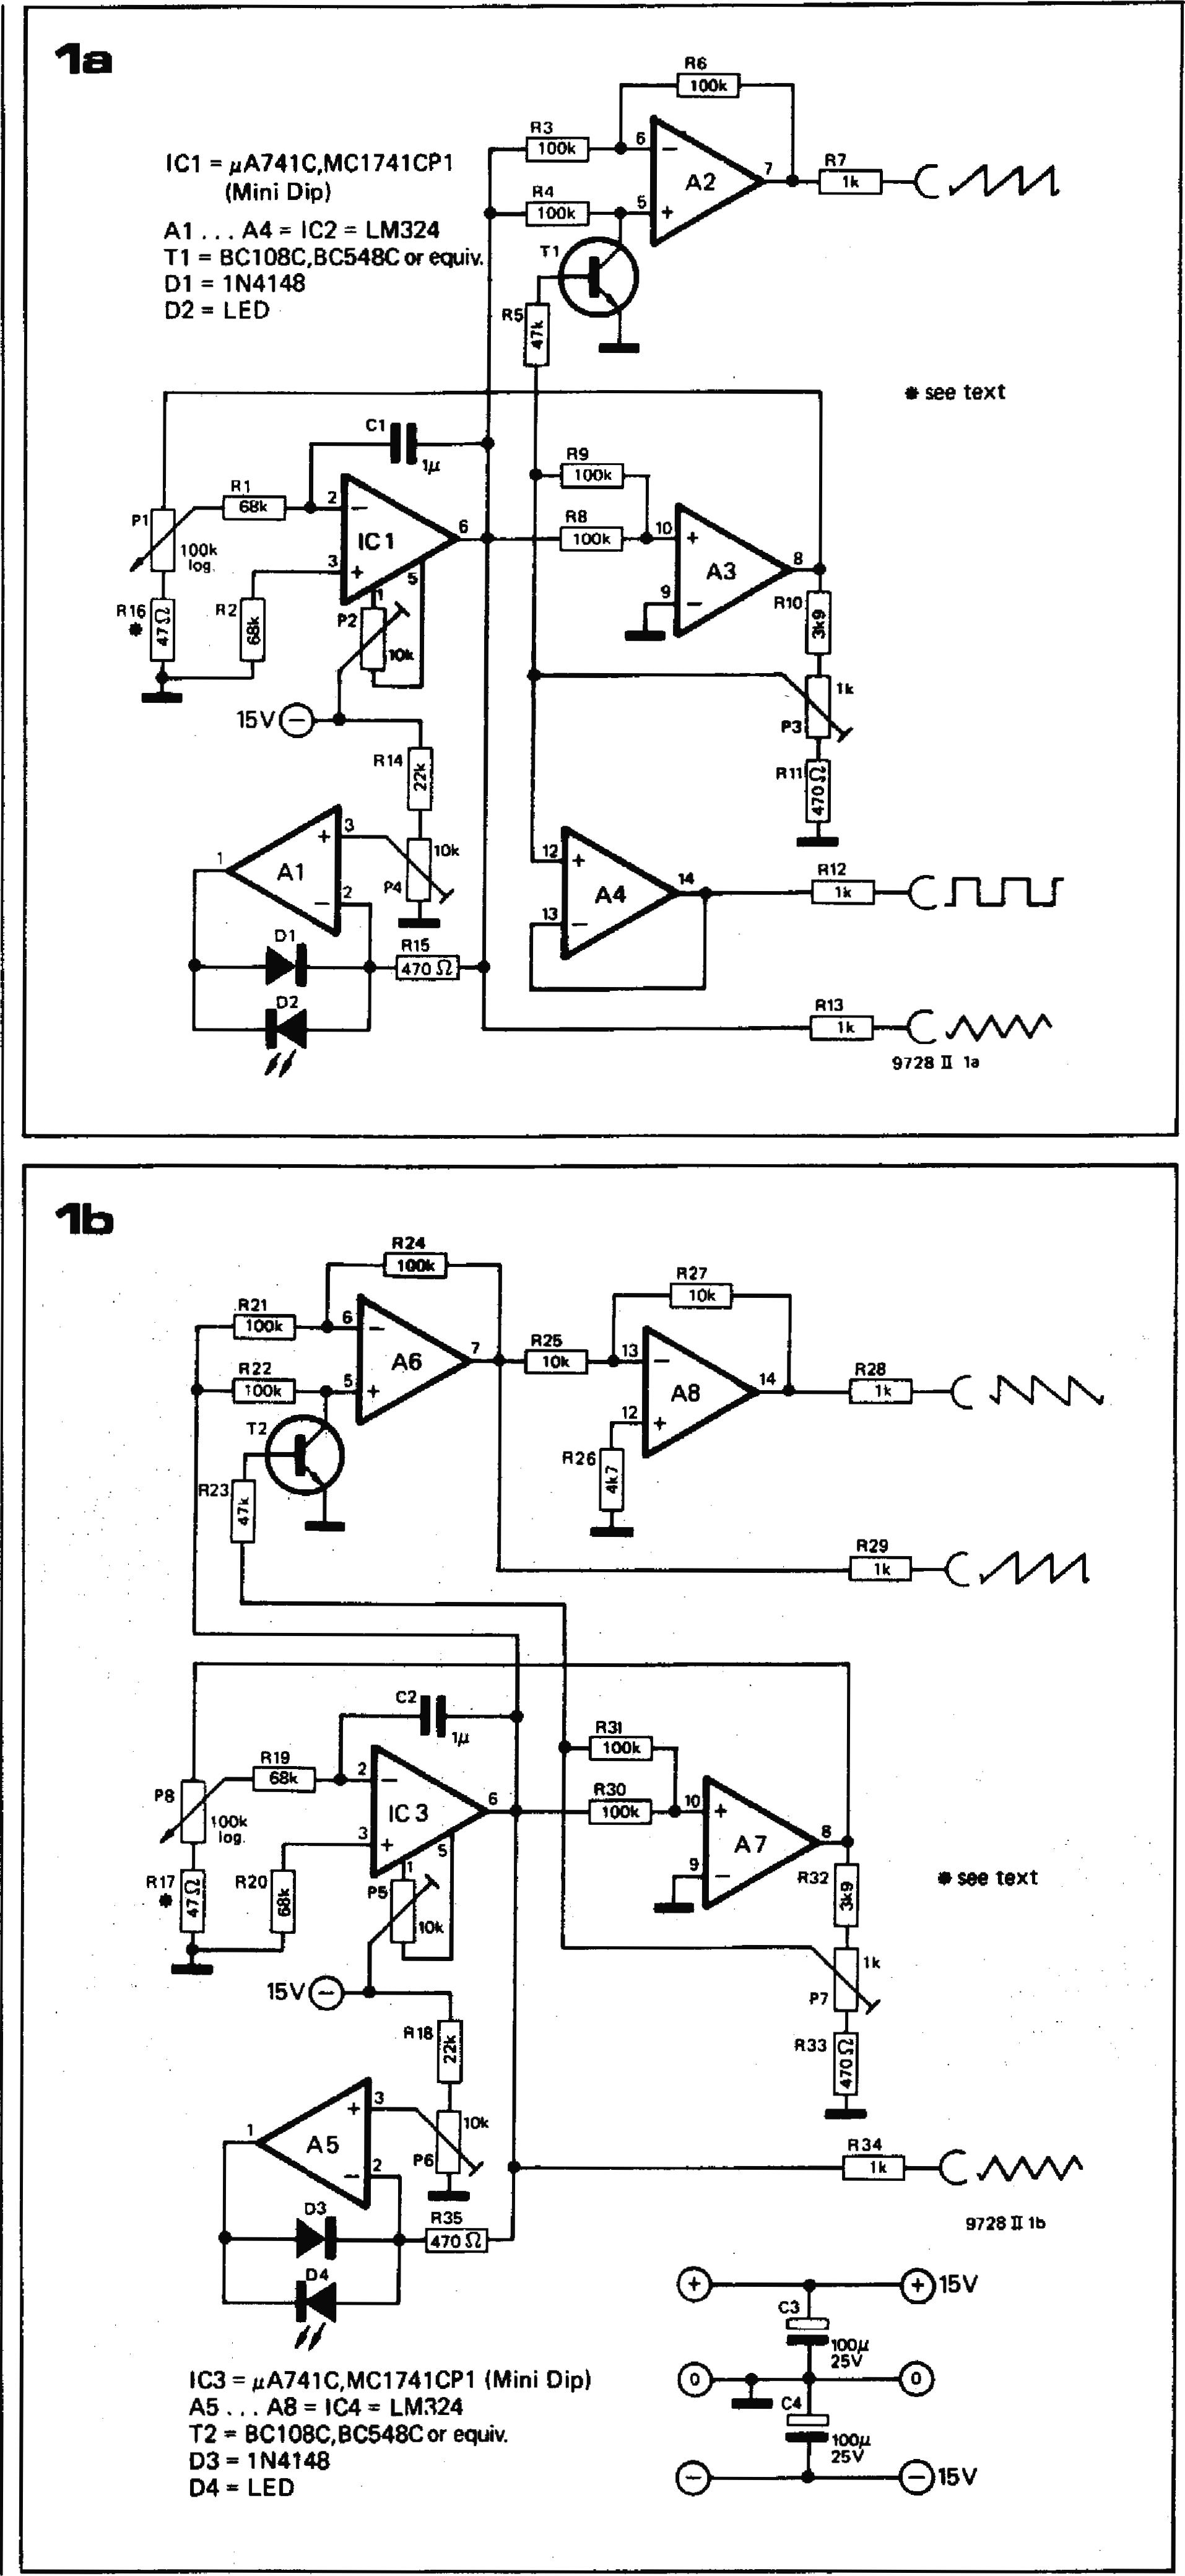 1a
R6
100k
R3
100k
6
−
A2
7
R7
1k
IC1 = μA741C,MC1741CP1
(Mini Dip)
R4
100k
5
+
A1 . . . A4 = IC2 = LM324
T1 = BC108C,BC548C or equiv.
D1 = 1N4148
D2 = LED
T1
R5
47k
* see text
C1
1μ
R9
100k
R1
68k
2
−
P1
100k
log.
IC1
6
R8
100k
10
+
A3
8
3
+
5
1
9
−
R16
*
47Ω
R2
68k
P2
10k
R10
3k9
1k
P3
15V −
R14
22k
R11
470Ω
3
+
10k
1
A1
P4
2
−
12
+
A4
14
R12
1k
13
−
D1
R15
470 Ω
D2
R13
1k
9728 II 1a
1b
R24
100k
R27
10k
R21
100k
6
−
A6
7
R25
10k
13
−
R22
100k
5
+
A8
14
R28
1k
T2
12
+
R26
4k7
R23
47k
R29
1k
C2
1μ
R31
100k
R19
68k
2
−
P8
100k
log.
IC 3
6
R30
100k
10
+
A7
8
3
+
5
1
9
−
R17
*
47Ω
R20
68k
P5
10k
R32
3k9
* see text
1k
P7
15V −
R18
22k
R33
470Ω
3
+
10k
1
A5
P6
2
−
R34
1k
D3
R35
470 Ω
9728 II 1b
D4
+ + 15V
C3
100μ
25V
IC3 = μA741C,MC1741CP1 (Mini Dip)
0 0
A5 . . . A8 = IC4 = LM324
C4
T2 = BC108C,BC548C or equiv.
100μ
25V
D3 = 1N4148
− − 15V
D4 = LED